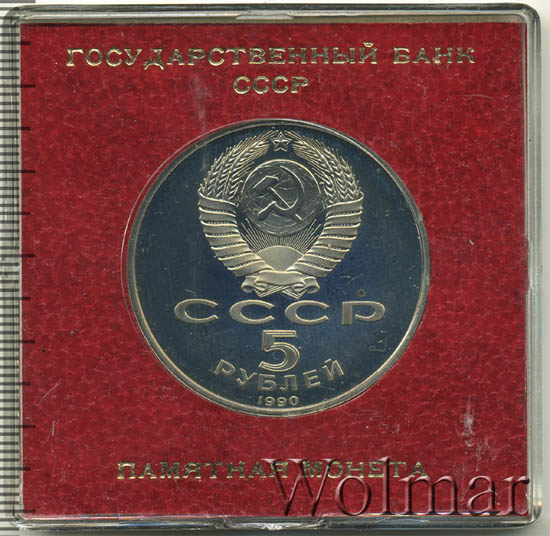 ГОСУДАРСТВЕННЫЙ БАНК
СССР
СССР
5
РУБЛЕЙ
1990
ПАМЯТНАЯ МОНЕТА
Wolmar